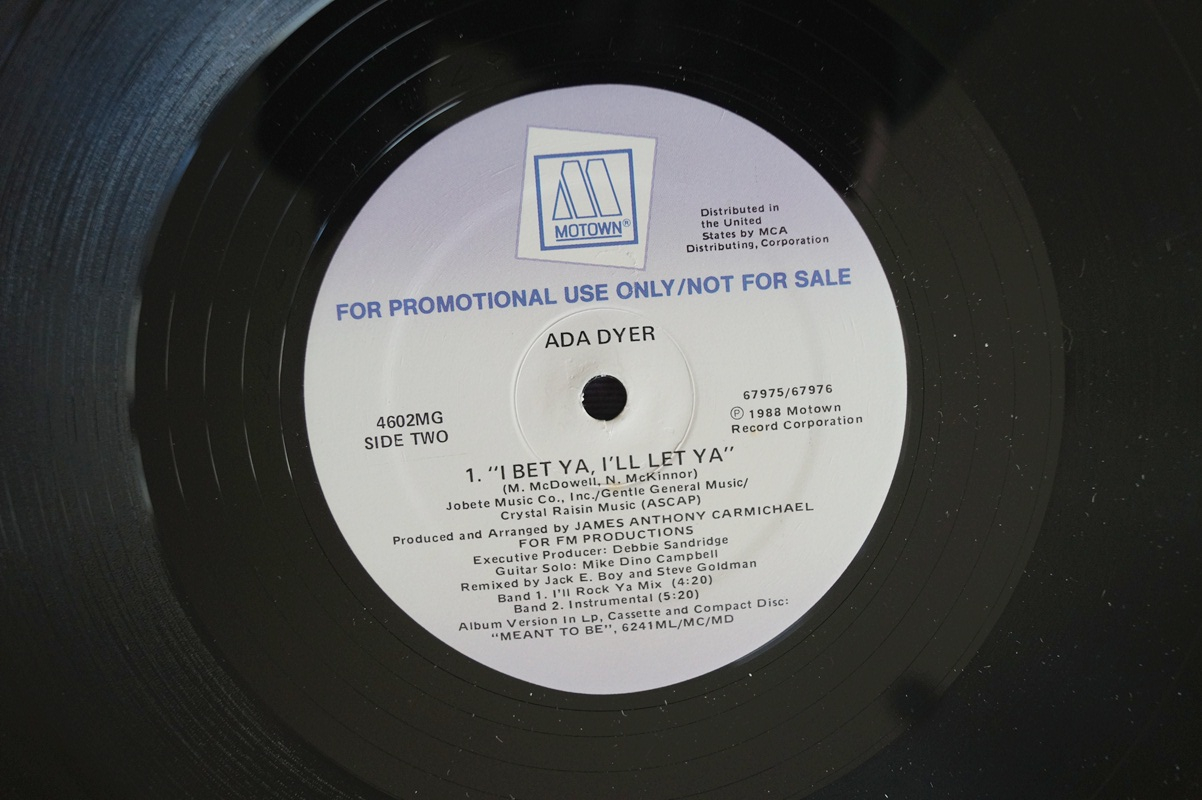 MOTOWN®
Distributed in
the United
States by MCA
Distributing, Corporation
FOR PROMOTIONAL USE ONLY/NOT FOR SALE
ADA DYER
4602MG
SIDE TWO
67975/67976
Ⓟ 1988 Motown
Record Corporation
1. "I BET YA, I'LL LET YA"
(M. McDowell, N. McKinnor)
Jobete Music Co., Inc./Gentle General Music/
Crystal Raisin Music (ASCAP)
Produced and Arranged by JAMES ANTHONY CARMICHAEL
FOR FM PRODUCTIONS
Executive Producer: Debbie Sandridge
Guitar Solo: Mike Dino Campbell
Remixed by Jack E. Boy and Steve Goldman
Band 1. I'll Rock Ya Mix (4:20)
Band 2. Instrumental (5:20)
Album Version In Lp, Cassette and Compact Disc:
"MEANT TO BE", 6241ML/MC/MD